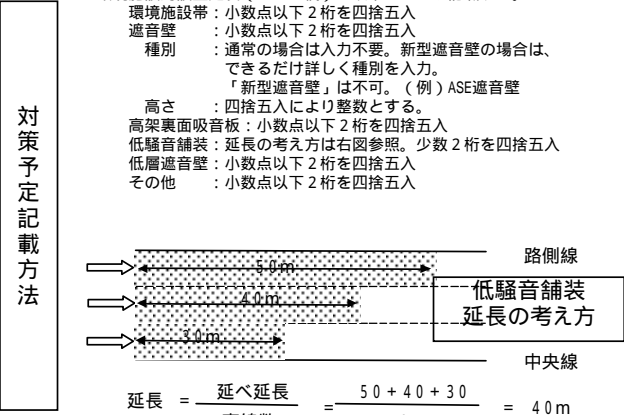 環境施設帯：小数点以下２桁を四捨五入
遮音壁　：小数点以下２桁を四捨五入
種別　：通常の場合は入力不要。新型遮音壁の場合は、
できるだけ詳しく種別を入力。
「新型遮音壁」は不可。（例）ASE遮音壁
高さ　：四捨五入により整数とする。
高架裏面吸音板：小数点以下２桁を四捨五入
低騒音舗装：延長の考え方は右図参照。少数２桁を四捨五入
低層遮音壁：小数点以下２桁を四捨五入
その他　：小数点以下２桁を四捨五入
対策予定記載方法
路側線
５０ｍ
低騒音舗装
４０ｍ
延長の考え方
３０ｍ
中央線
延長 ＝ 延べ延長 ＝ ５０＋４０＋３０ ＝ ４０ｍ